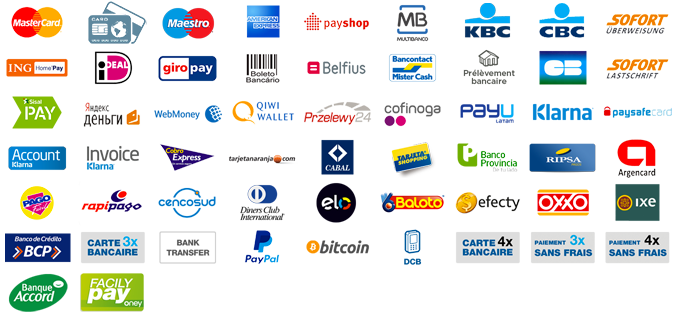 MasterCard
CARD
Maestro
AMERICAN
EXPRESS
payshop
MB
MULTIBANCO
KBC
CBC
SOFORT
ÜBERWEISUNG
ING HomePay
iDEAL
giropay
Boleto
Bancário
Belfius
Bancontact
Mister Cash
Prélèvement
bancaire
CB
SOFORT
LASTSCHRIFT
Sisal
PAY
Яндекс
деньги
WebMoney
QIWI
WALLET
Przelewy24
cofinoga
PayU
LATAM
Klarna
paysafecard
Account
Klarna
Invoice
Klarna
Cobro
Express
tarjetanaranja.com
CABAL
TARJETA
SHOPPING
Banco
Provincia
RIPSA
Argencard
PAGO
FACIL
rapipago
cencosud
Diners Club
International
elo
Baloto
efecty
OXXO
ixe
Banco de Crédito
BCP
CARTE 3x
BANCAIRE
BANK
TRANSFER
PayPal
bitcoin
DCB
CARTE 4x
BANCAIRE
PAIEMENT 3x
SANS FRAIS
PAIEMENT 4x
SANS FRAIS
Banque
Accord
FACILY
pay
oney